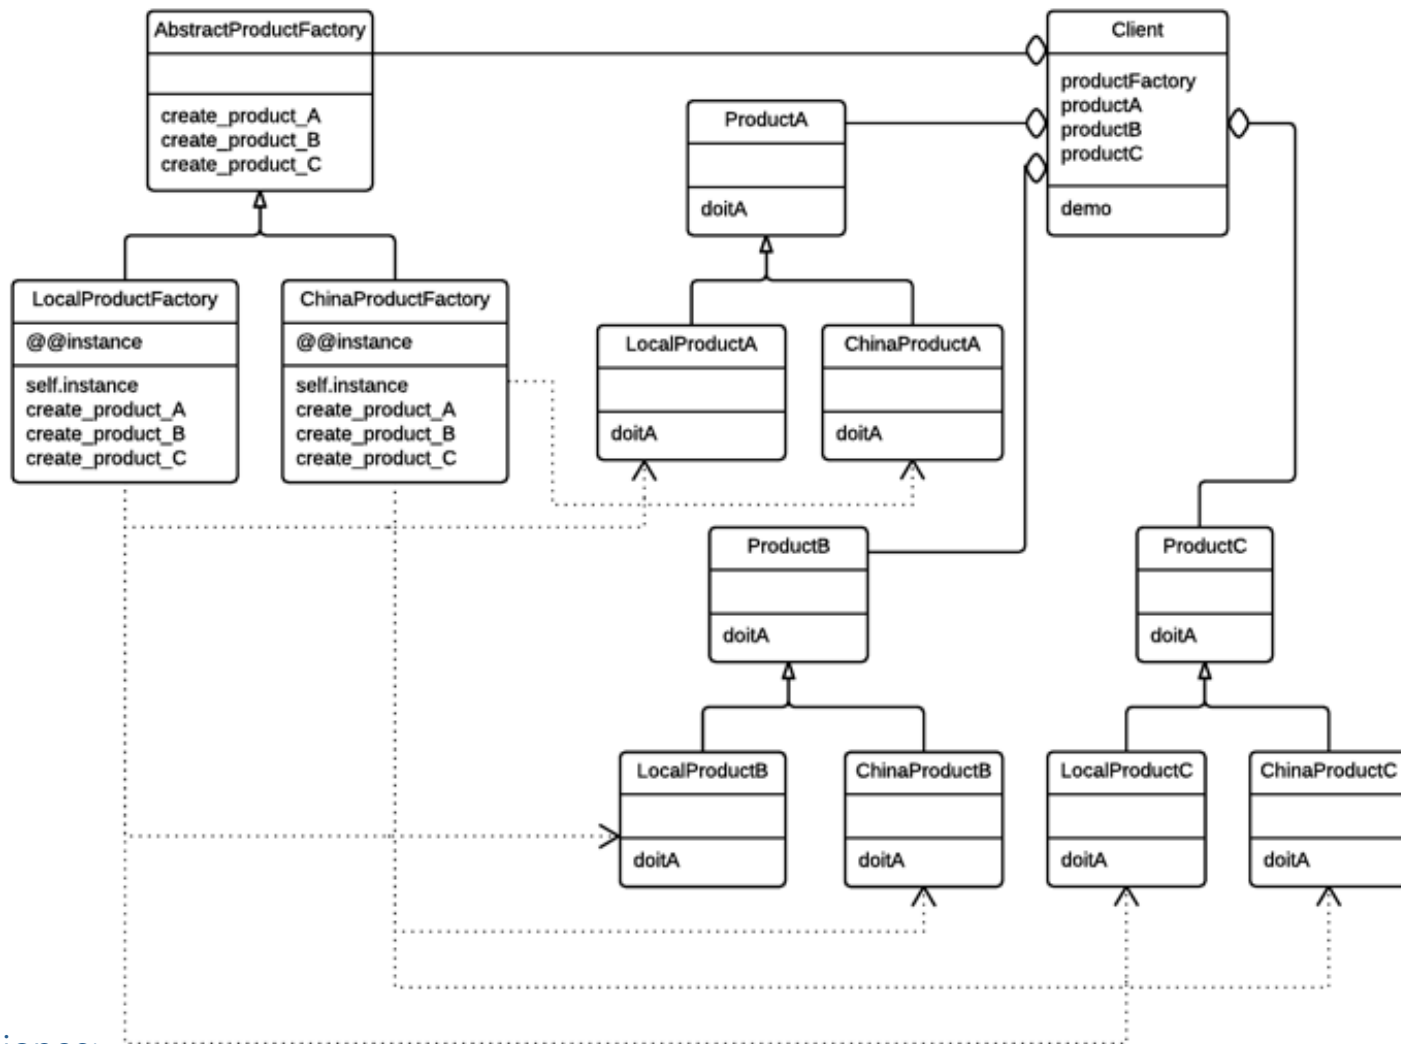 AbstractProductFactory
create_product_A
create_product_B
create_product_C
Client
productFactory
productA
productB
productC
demo
ProductA
doitA
LocalProductFactory
@@instance
self.instance
create_product_A
create_product_B
create_product_C
ChinaProductFactory
@@instance
self.instance
create_product_A
create_product_B
create_product_C
LocalProductA
doitA
ChinaProductA
doitA
ProductB
doitA
ProductC
doitA
LocalProductB
doitA
ChinaProductB
doitA
LocalProductC
doitA
ChinaProductC
doitA